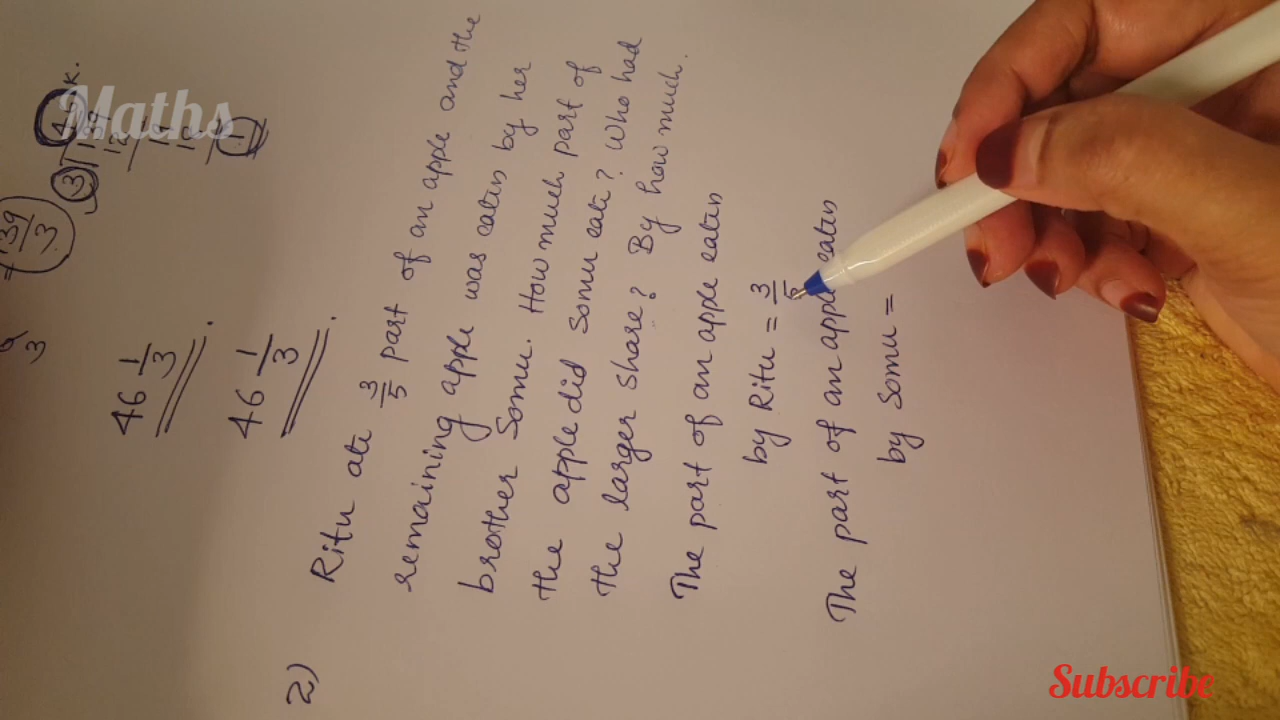 Maths
39
3
3
46 1/3
46 1/3.
2) Ritu ate 3/5 part of an apple and the
remaining apple was eaten by her
brother Somu. How much part of
the apple did Somu eat? Who had
the larger share? By how much.
The part of an apple eaten
by Ritu = 3/5
The part of an apple eaten
by Somu =
Subscribe